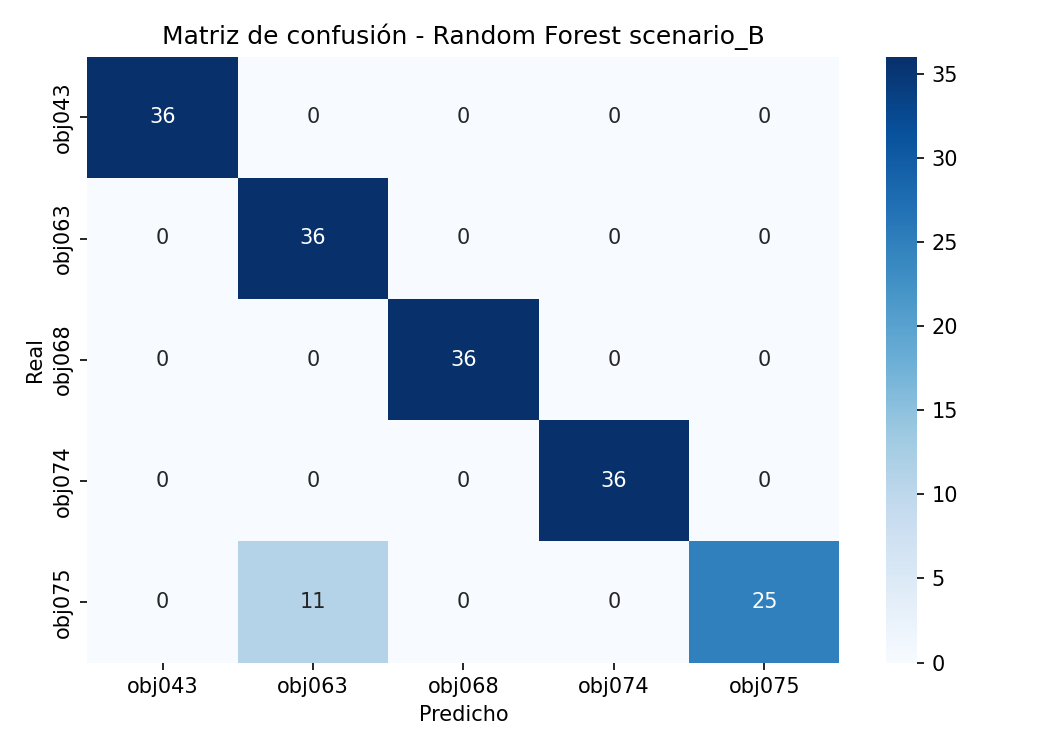 Matriz de confusión - Random Forest scenario_B
obj043 36 0 0 0 0
obj063 0 36 0 0 0
obj068 0 0 36 0 0
obj074 0 0 0 36 0
obj075 0 11 0 0 25
obj043 obj063 obj068 obj074 obj075
Predicho
Real
35
30
25
20
15
10
5
0